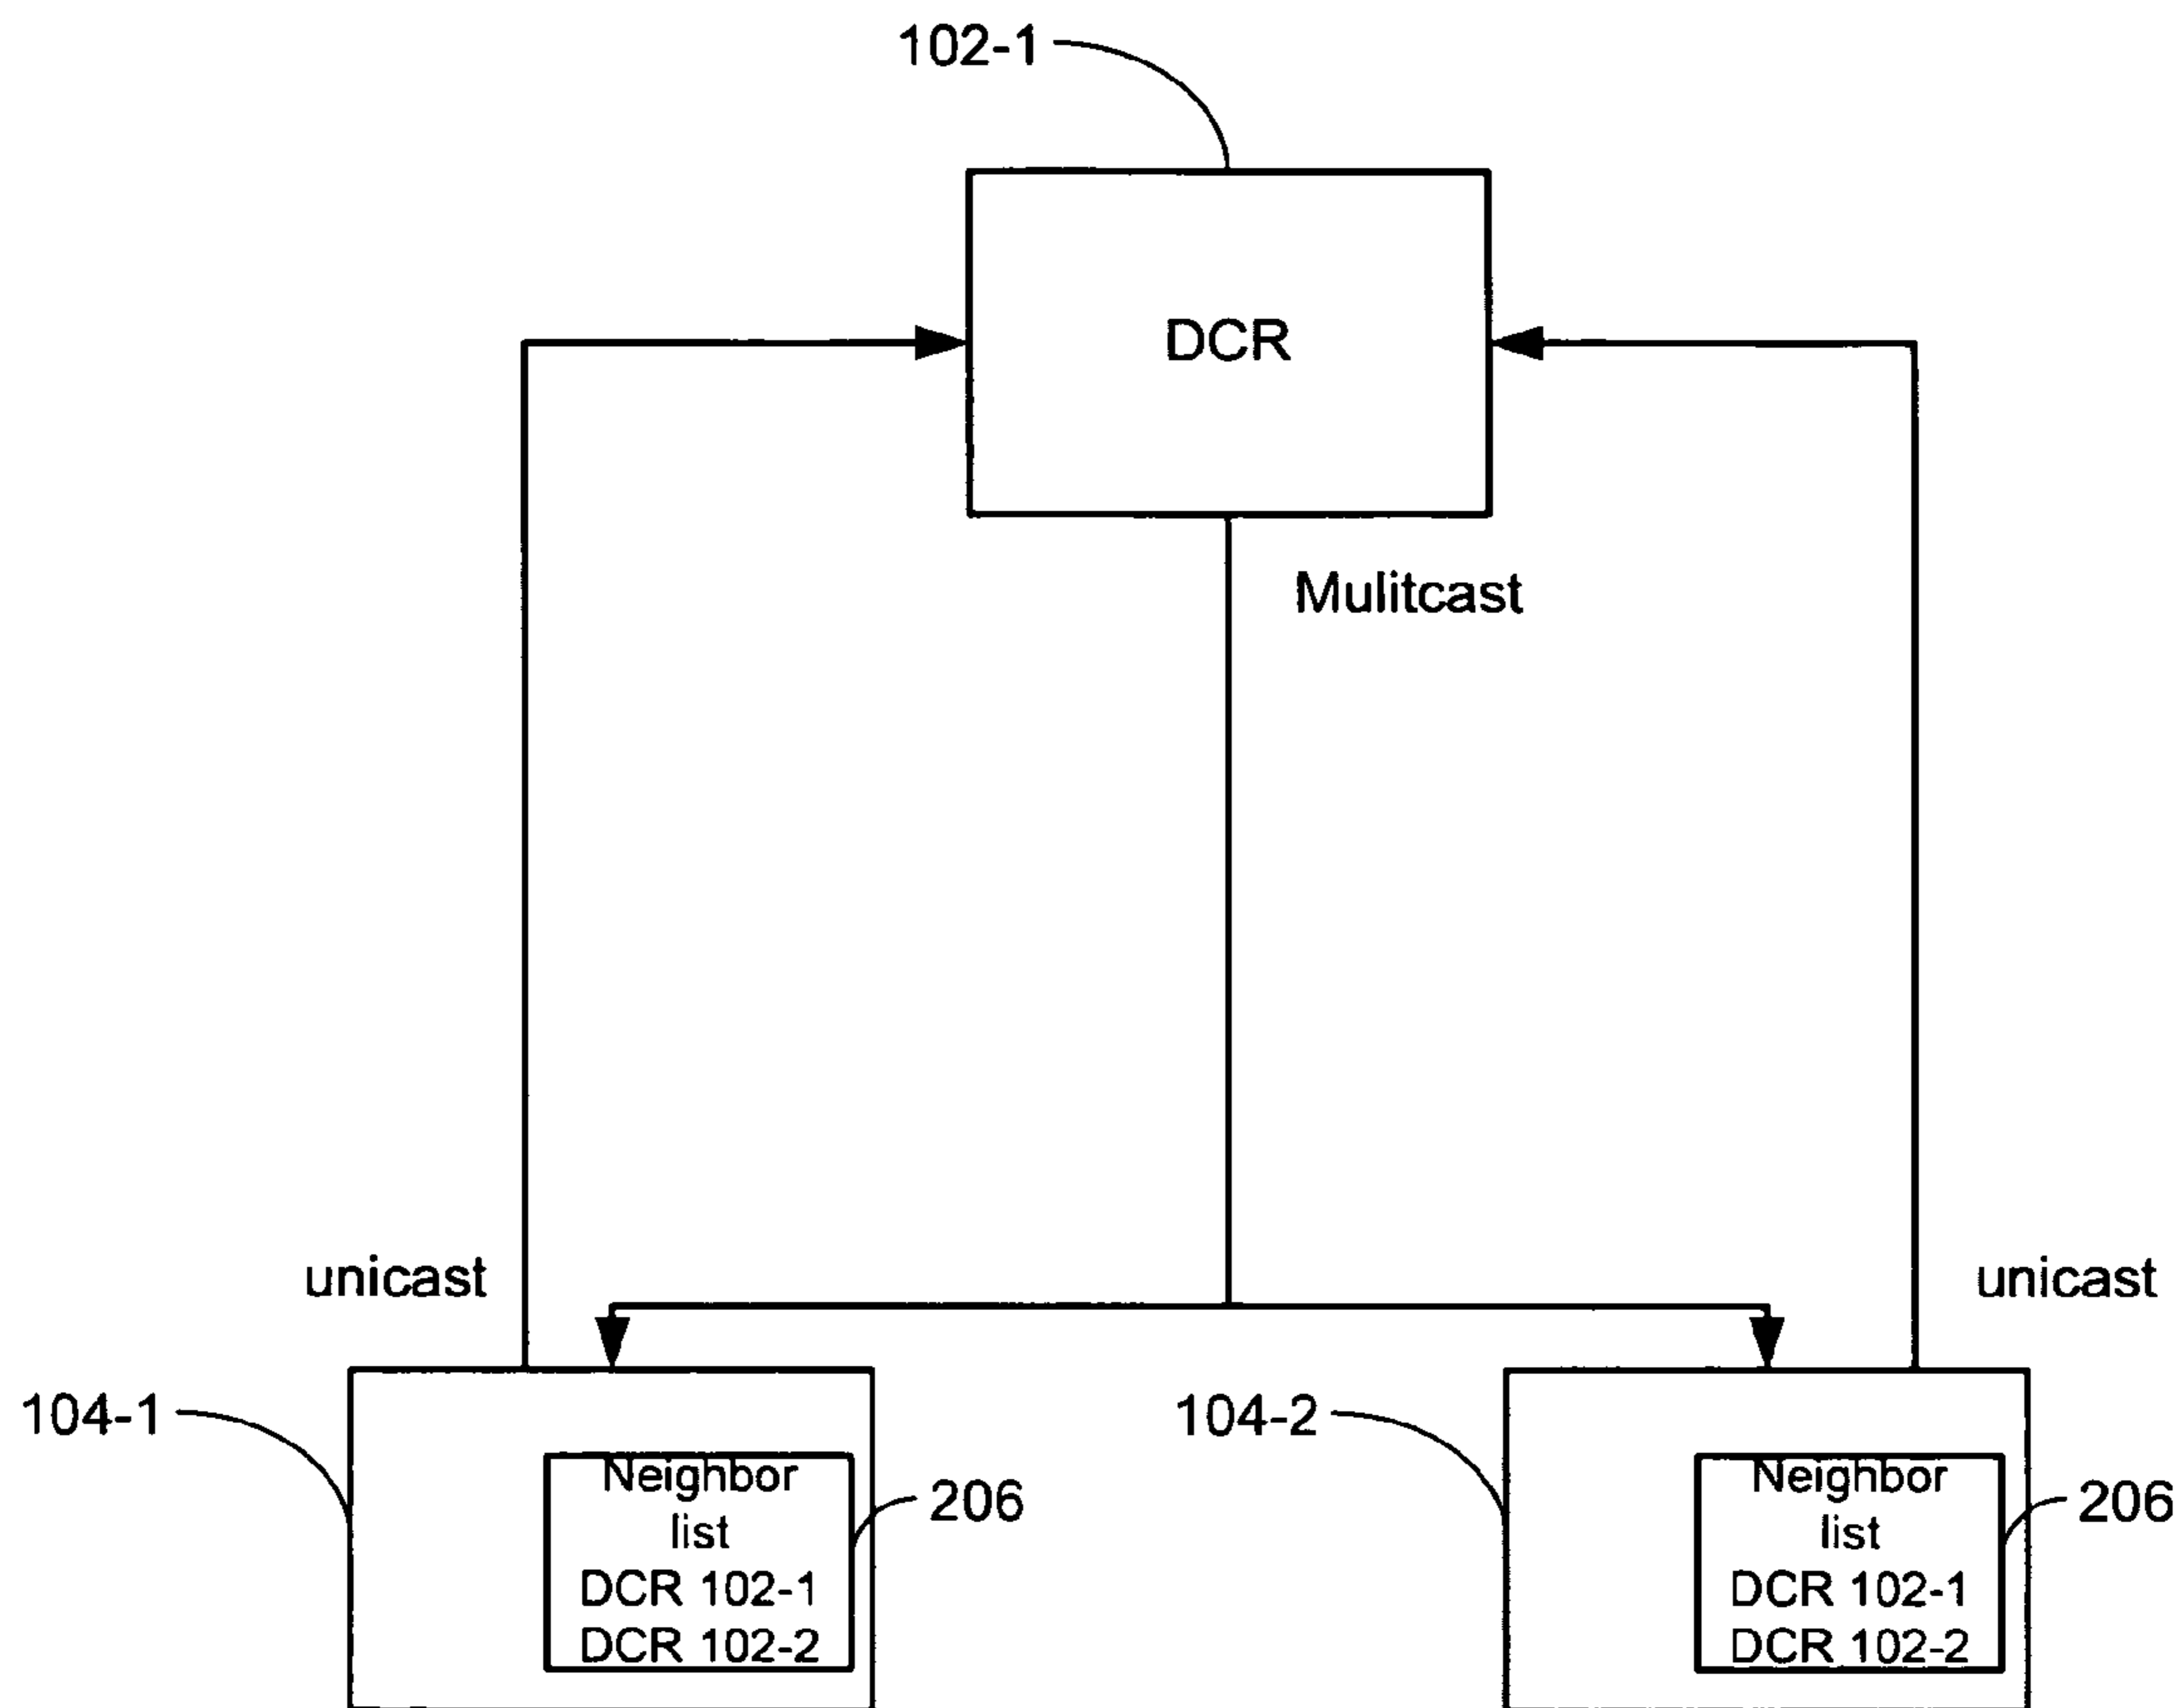 102-1
DCR
Mulitcast
unicast
unicast
104-1
Neighbor
list
DCR 102-1
DCR 102-2
206
104-2
Neighbor
list
DCR 102-1
DCR 102-2
206